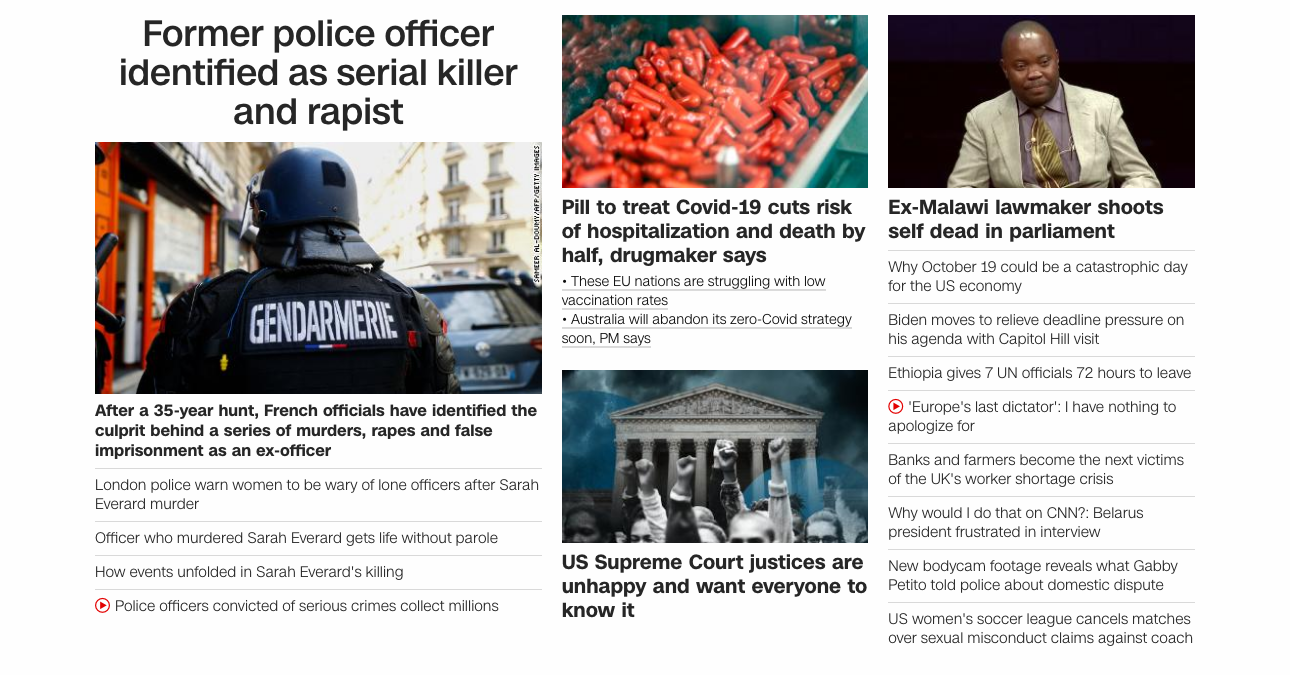 Former police officer
identified as serial killer
and rapist
SAMEER AL-DOUMY/AFP/GETTY IMAGES
GENDARMERIE
After a 35-year hunt, French officials have identified the
culprit behind a series of murders, rapes and false
imprisonment as an ex-officer
London police warn women to be wary of lone officers after Sarah
Everard murder
Officer who murdered Sarah Everard gets life without parole
How events unfolded in Sarah Everard's killing
Police officers convicted of serious crimes collect millions
Pill to treat Covid-19 cuts risk
of hospitalization and death by
half, drugmaker says
• These EU nations are struggling with low
vaccination rates
• Australia will abandon its zero-Covid strategy
soon, PM says
US Supreme Court justices are
unhappy and want everyone to
know it
Ex-Malawi lawmaker shoots
self dead in parliament
Why October 19 could be a catastrophic day
for the US economy
Biden moves to relieve deadline pressure on
his agenda with Capitol Hill visit
Ethiopia gives 7 UN officials 72 hours to leave
'Europe's last dictator': I have nothing to
apologize for
Banks and farmers become the next victims
of the UK's worker shortage crisis
Why would I do that on CNN?: Belarus
president frustrated in interview
New bodycam footage reveals what Gabby
Petito told police about domestic dispute
US women's soccer league cancels matches
over sexual misconduct claims against coach